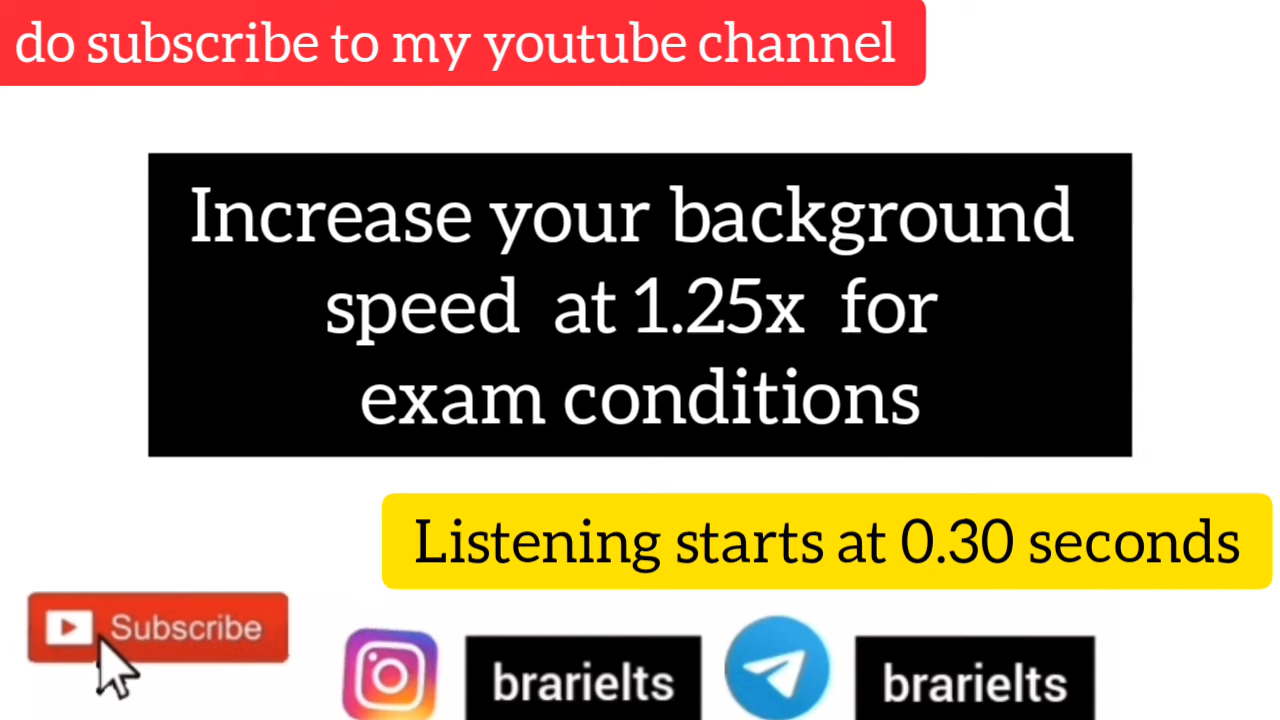 do subscribe to my youtube channel
Increase your background
speed at 1.25x for
exam conditions
Listening starts at 0.30 seconds
Subscribe
brarielts
brarielts